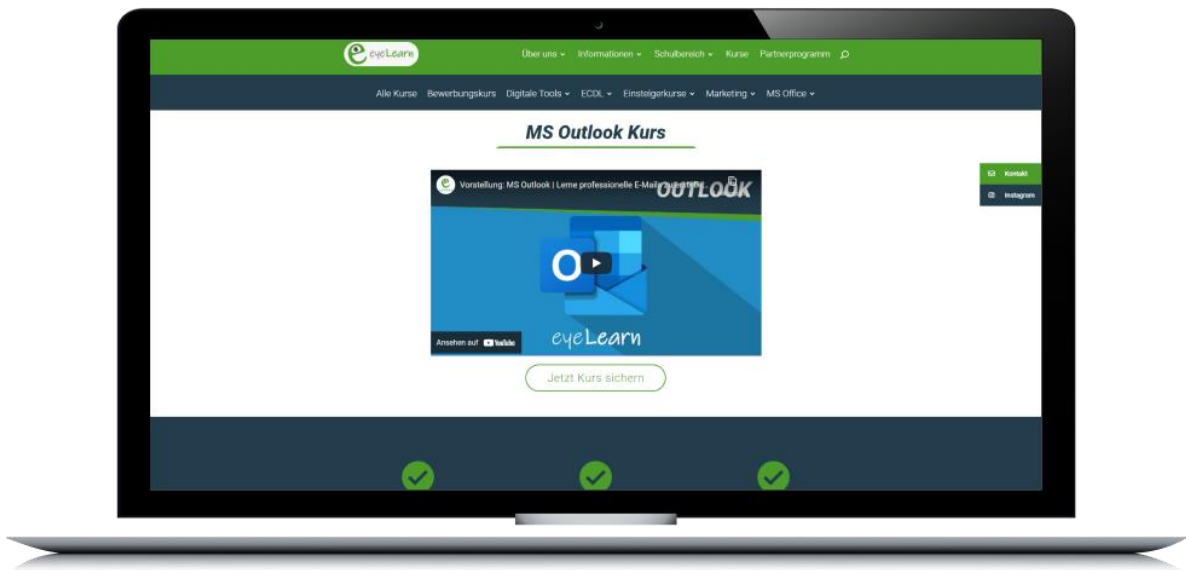 eyeLearn
Über uns Informationen Schulbereich Kurse Partnerprogramm
Alle Kurse Bewerbungskurs Digitale Tools ECDL Einsteigerkurse Marketing MS Office
MS Outlook Kurs
Kontakt
Instagram
Vorstellung: MS Outlook | Lerne professionelle E-Mails
OUTLOOK
O
eyeLearn
Ansehen auf YouTube
Jetzt Kurs sichern